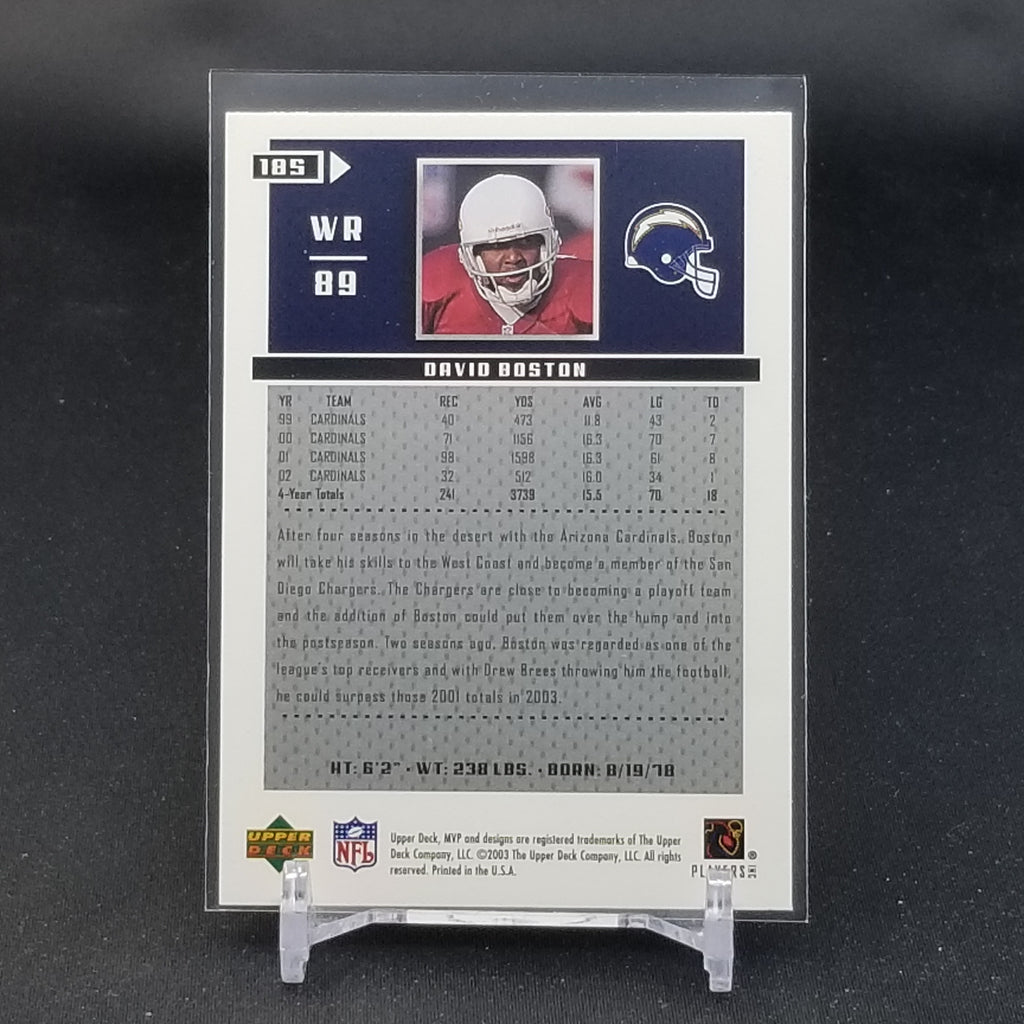 185
WR
89
DAVID BOSTON
YR TEAM REC YDS AVG LG TD
99 CARDINALS 40 473 11.8 43 2
00 CARDINALS 71 1156 16.3 70 7
01 CARDINALS 98 1598 16.3 61 8
02 CARDINALS 32 512 16.0 34 1
4-Year Totals 241 3739 15.5 70 18
After four seasons in the desert with the Arizona Cardinals, Boston
will take his skills to the West Coast and become a member of the San
Diego Chargers. The Chargers are close to becoming a playoff team
and the addition of Boston could put them over the hump and into
the postseason. Two seasons ago, Boston was regarded as one of the
league's top receivers and with Drew Brees throwing him the football,
he could surpass those 2001 totals in 2003.
HT: 6'2" · WT: 238 LBS. · BORN: 8/19/78
UPPER
DECK
NFL
Upper Deck, MVP and designs are registered trademarks of The Upper
Deck Company, LLC. ©2003 The Upper Deck Company, LLC. All rights
reserved. Printed in the U.S.A.
PLAYERS INC ®